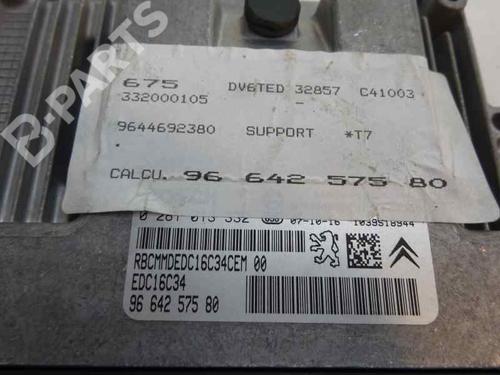 675 DV6TED 32857 C41003
332000105 -
9644692380 SUPPORT *T7
CALCU. 96 642 575 80
0 281 013 332 07-10-16 1039S18944
RBCMMDEDC16C34CEM 00
EDC16C34
96 642 575 80